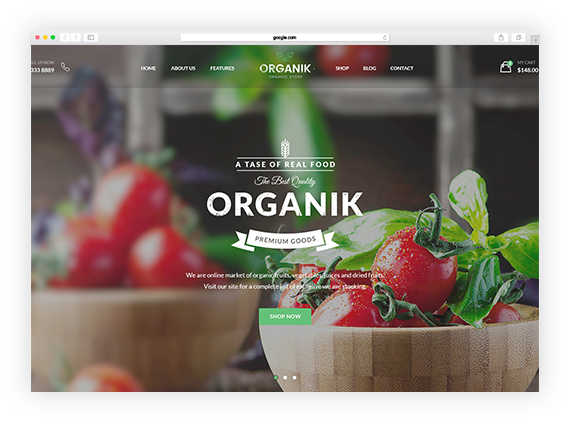 google.com
CALL US NOW
333 8889
HOME
ABOUT US
FEATURES
ORGANIK
ORGANIC STORE
SHOP
BLOG
CONTACT
MY CART
$148.00
A TASE OF REAL FOOD
The Best Quality
ORGANIK
PREMIUM GOODS
We are online market of organic fruits, vegetables, juices and dried fruits.
Visit our site for a complete list of exclusive we are stocking.
SHOP NOW